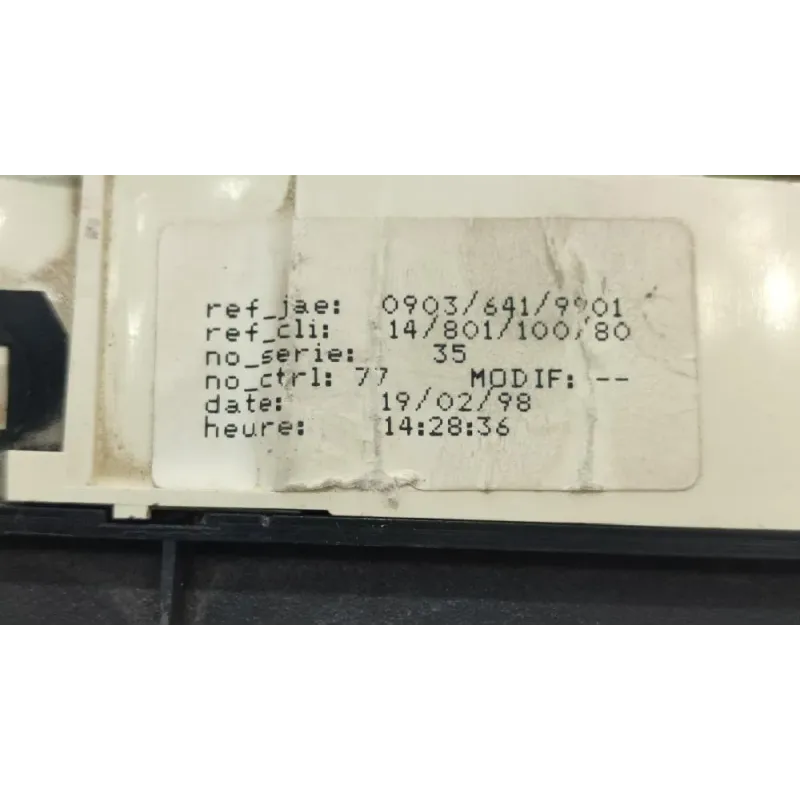 ref_jae: 0903/641/9901
ref_cli: 14/801/100/80
no_serie: 35
no_ctrl: 77 MODIF: --
date: 19/02/98
heure: 14:28:36